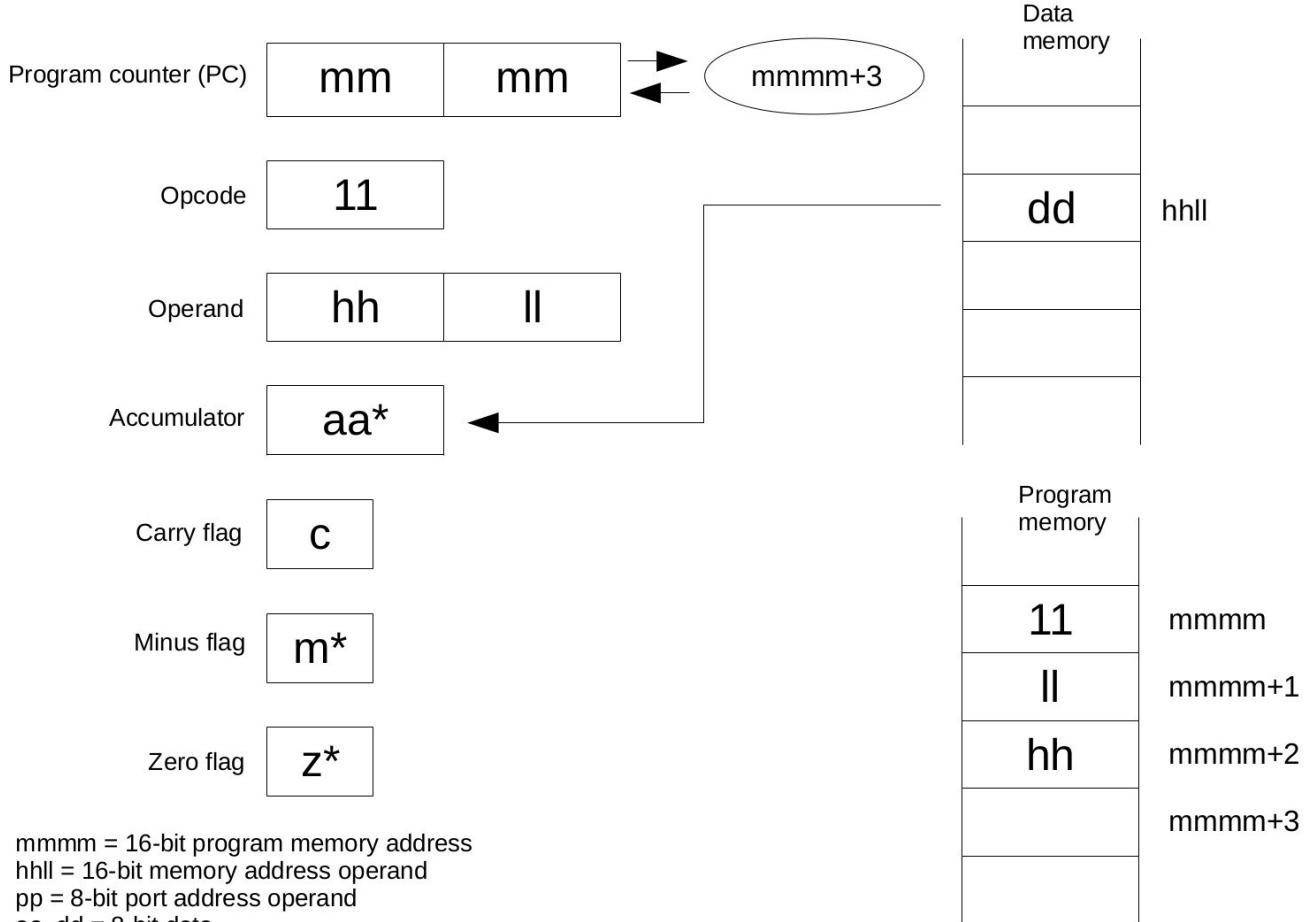 Data
memory
Program counter (PC) mm mm mmmm+3
Opcode 11
dd hhll
Operand hh ll
Accumulator aa*
Program
memory
Carry flag c
11 mmmm
Minus flag m*
ll mmmm+1
Zero flag z*
hh mmmm+2
mmmm+3
mmmm = 16-bit program memory address
hhll = 16-bit memory address operand
pp = 8-bit port address operand